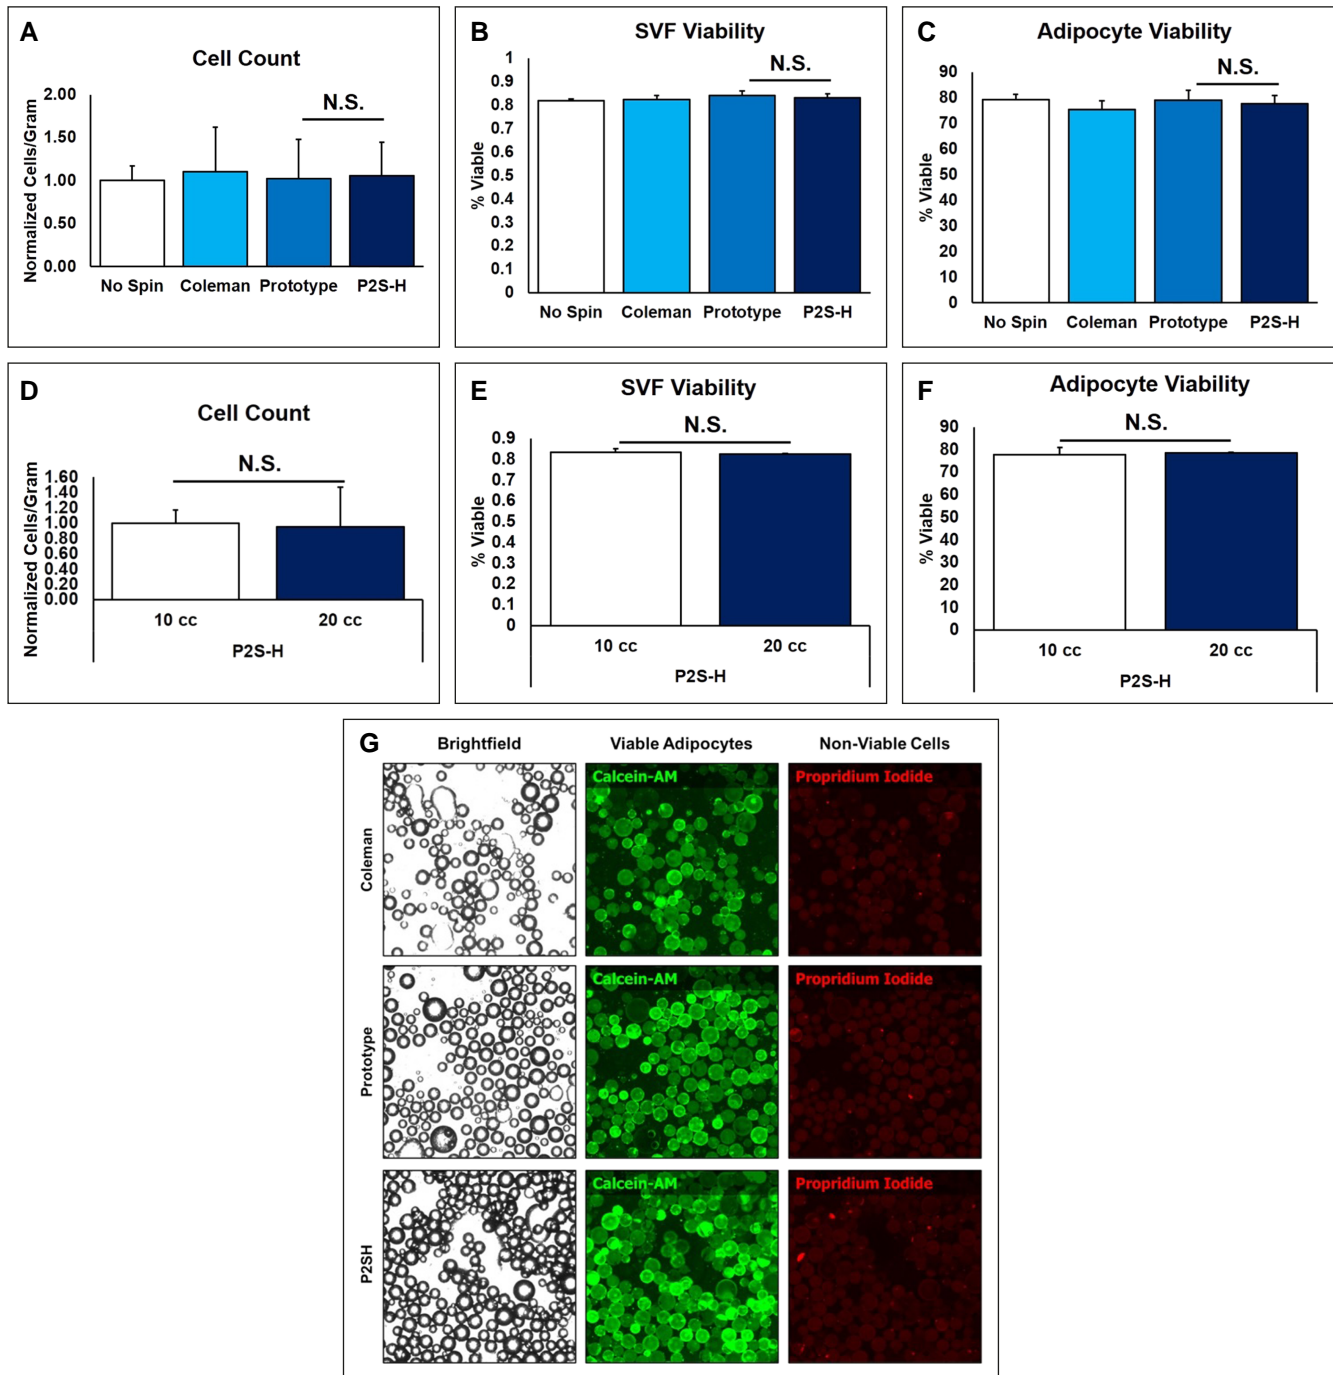 A
Cell Count
N.S.
Normalized Cells/Gram
2.00
1.50
1.00
0.50
0.00
No Spin Coleman Prototype P2S-H
B
SVF Viability
N.S.
% Viable
1
0.9
0.8
0.7
0.6
0.5
0.4
0.3
0.2
0.1
0
No Spin Coleman Prototype P2S-H
C
Adipocyte Viability
N.S.
% Viable
90
80
70
60
50
40
30
20
10
0
No Spin Coleman Prototype P2S-H
D
Cell Count
N.S.
Normalized Cells/Gram
1.60
1.40
1.20
1.00
0.80
0.60
0.40
0.20
0.00
10 cc 20 cc
P2S-H
E
SVF Viability
N.S.
% Viable
0.9
0.8
0.7
0.6
0.5
0.4
0.3
0.2
0.1
0
10 cc 20 cc
P2S-H
F
Adipocyte Viability
N.S.
% Viable
90
80
70
60
50
40
30
20
10
0
10 cc 20 cc
P2S-H
G
Brightfield Viable Adipocytes Non-Viable Cells
Coleman
Calcein-AM
Propridium Iodide
Prototype
Calcein-AM
Propridium Iodide
P2SH
Calcein-AM
Propridium Iodide